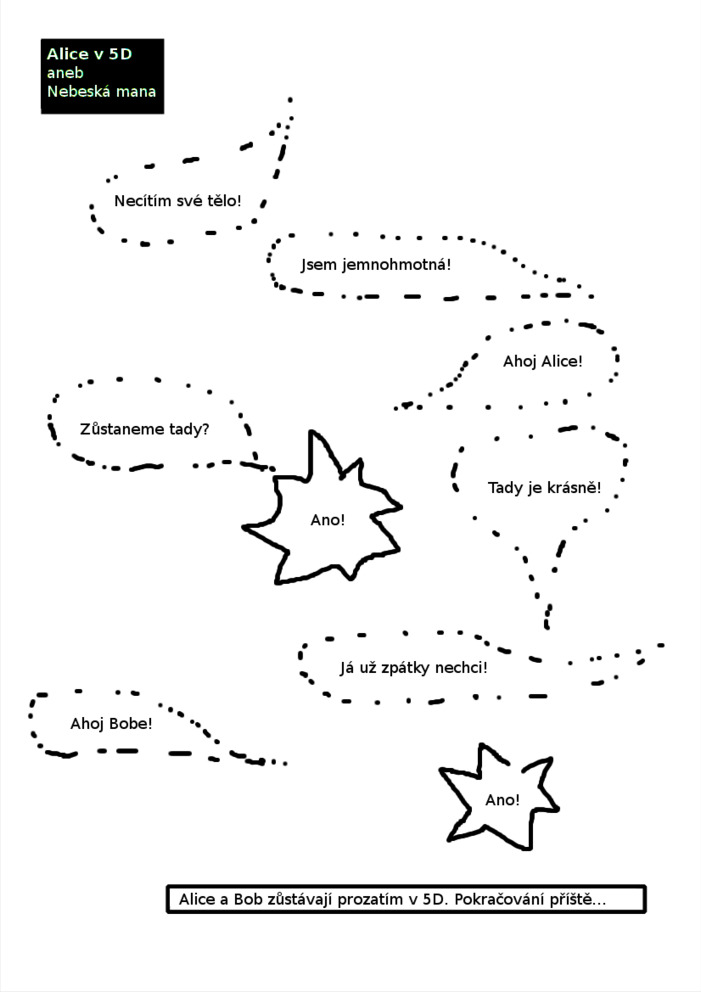 Alice v 5D
aneb
Nebeská mana
Necítím své tělo!
Jsem jemnohmotná!
Ahoj Alice!
Zůstaneme tady?
Tady je krásně!
Ano!
Já už zpátky nechci!
Ahoj Bobe!
Ano!
Alice a Bob zůstávají prozatím v 5D. Pokračování příště...